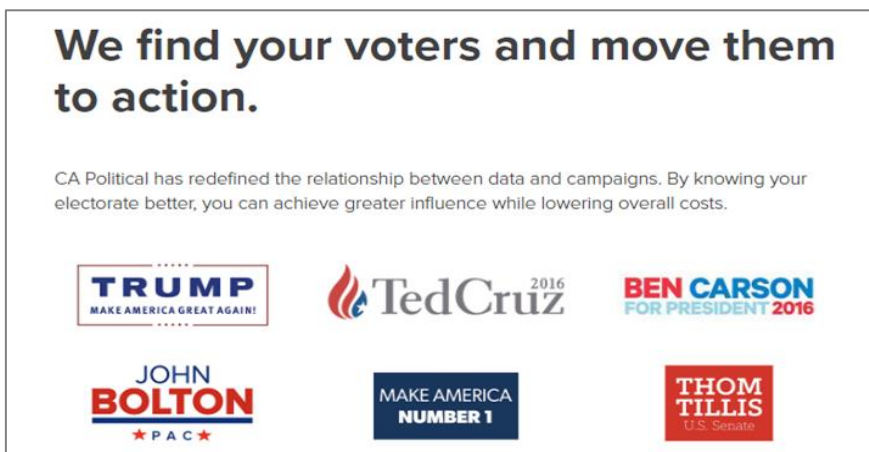 We find your voters and move them
to action.
CA Political has redefined the relationship between data and campaigns. By knowing your
electorate better, you can achieve greater influence while lowering overall costs.
TRUMP
MAKE AMERICA GREAT AGAIN!
TedCruz 2016
BEN CARSON
FOR PRESIDENT 2016
JOHN
BOLTON
PAC
MAKE AMERICA
NUMBER 1
THOM
TILLIS
U.S. Senate